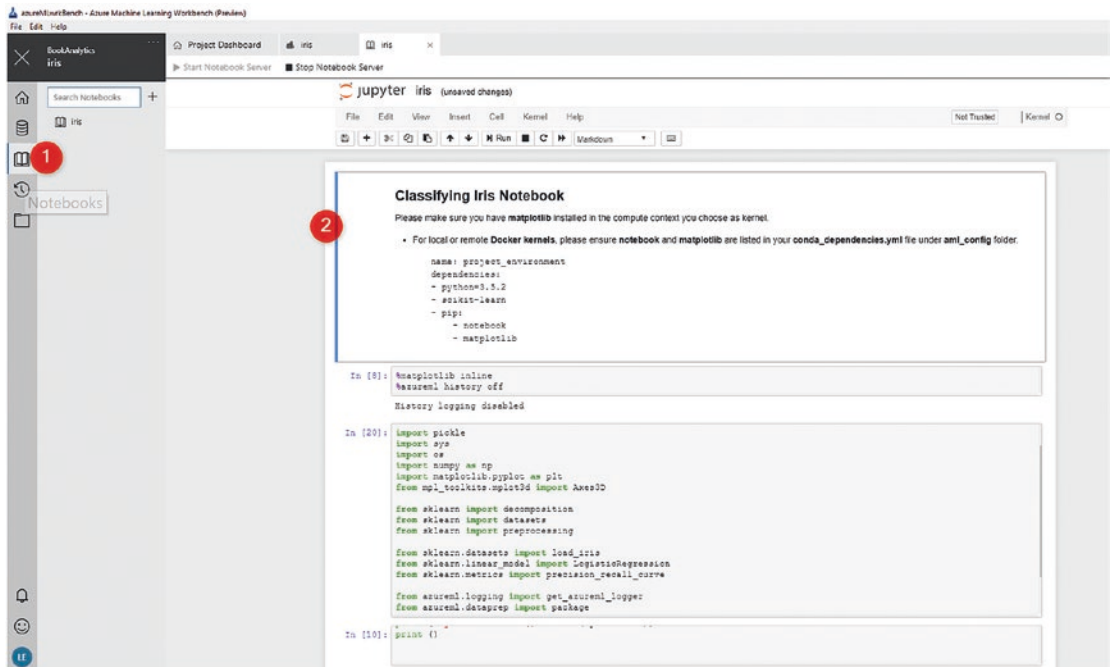 azureMLworkBench - Azure Machine Learning Workbench (Preview)
File Edit Help
BookAnalytics
iris
...
Project Dashboard
iris
iris
×
Start Notebook Server
Stop Notebook Server
Search Notebooks
+
iris
1
Notebooks
jupyter iris (unsaved changes)
File Edit View Insert Cell Kernel Help
Not Trusted
Kernel
Run
Markdown
2
Classifying Iris Notebook
Please make sure you have matplotlib installed in the compute context you choose as kernel.
• For local or remote Docker kernels, please ensure notebook and matplotlib are listed in your conda_dependencies.yml file under aml_config folder.
name: project_environment
dependencies:
- python=3.5.2
- scikit-learn
- pip:
- notebook
- matplotlib
In [8]: %matplotlib inline
%azureml history off
History logging disabled
In [20]: import pickle
import sys
import os
import numpy as np
import matplotlib.pyplot as plt
from mpl_toolkits.mplot3d import Axes3D
from sklearn import decomposition
from sklearn import datasets
from sklearn import preprocessing
from sklearn.datasets import load_iris
from sklearn.linear_model import LogisticRegression
from sklearn.metrics import precision_recall_curve
from azureml.logging import get_azureml_logger
from azureml.dataprep import package
In [10]: print ()
LE